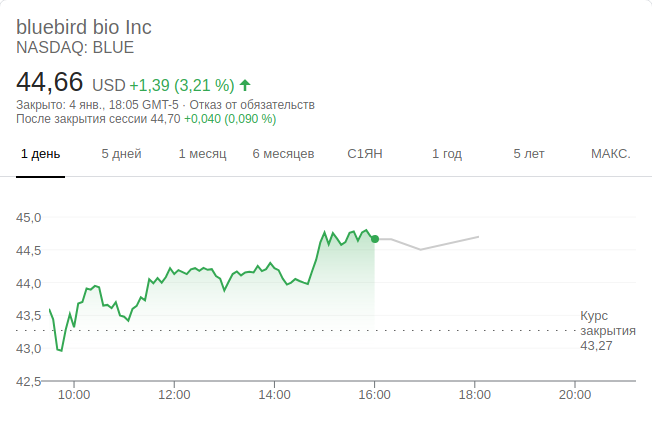 bluebird bio Inc
NASDAQ: BLUE
44,66 USD +1,39 (3,21 %)
Закрыто: 4 янв., 18:05 GMT-5 · Отказ от обязательств
После закрытия сессии 44,70 +0,040 (0,090 %)
1 день 5 дней 1 месяц 6 месяцев С1ЯН 1 год 5 лет МАКС.
45,0
44,5
44,0
43,5
43,0
42,5
Курс
закрытия
43,27
10:00 12:00 14:00 16:00 18:00 20:00